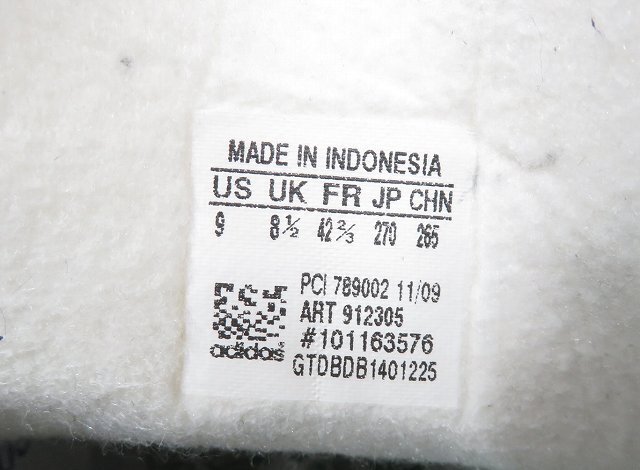 MADE IN INDONESIA
US UK FR JP CHN
9 8½ 42⅔ 270 265
PCI 789002 11/09
ART 912305
#101163576
adidas GTDBDB1401225